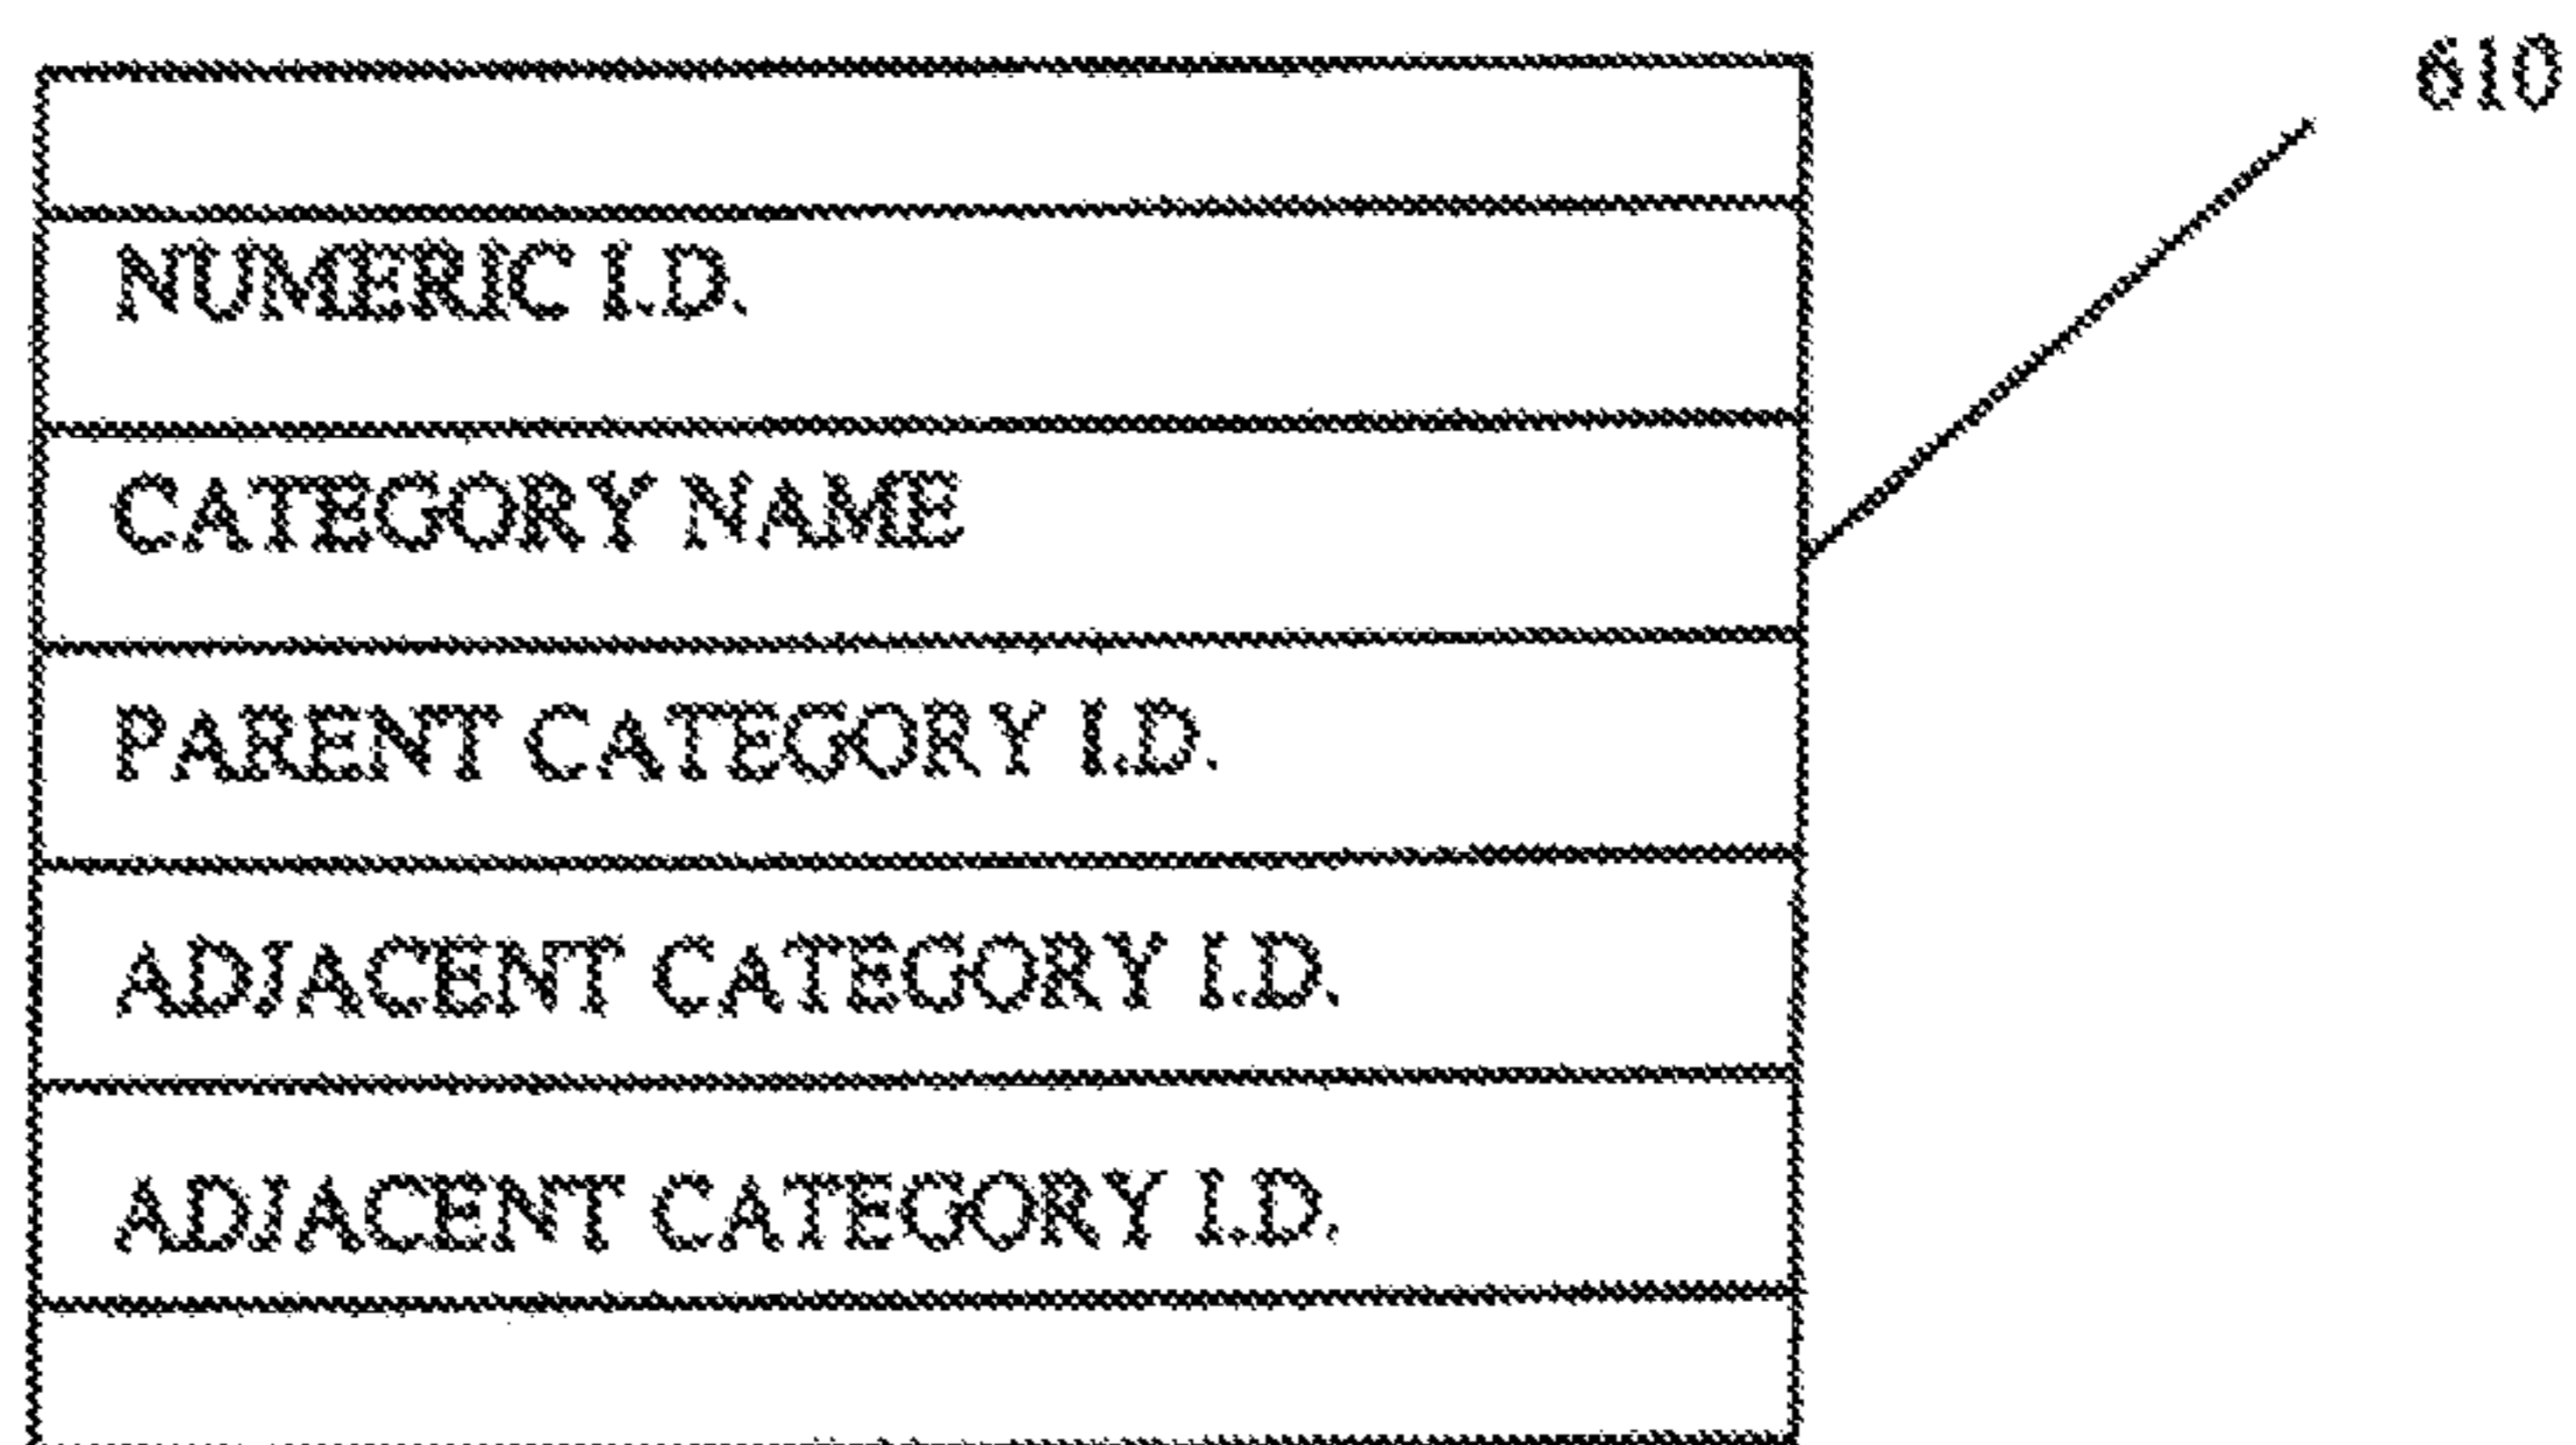 610
NUMERIC I.D.
CATEGORY NAME
PARENT CATEGORY I.D.
ADJACENT CATEGORY I.D.
ADJACENT CATEGORY I.D.